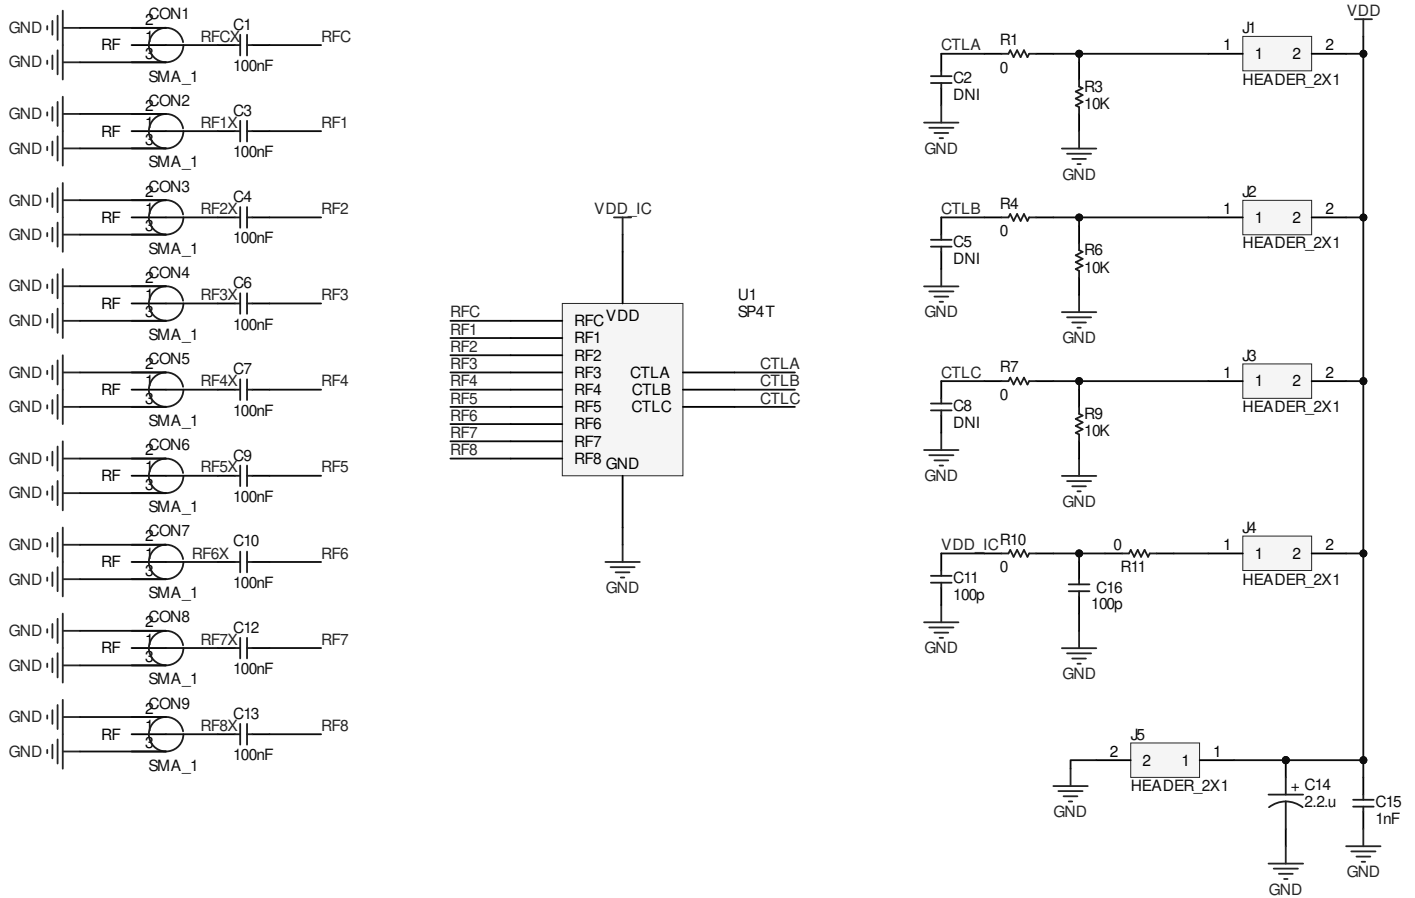 CON1
GND
2
RF
1
RFCX
C1
RFC
GND
3
100nF
SMA_1
CON2
GND
2
RF
1
RF1X
C3
RF1
GND
3
100nF
SMA_1
CON3
GND
2
RF
1
RF2X
C4
RF2
GND
3
100nF
SMA_1
CON4
GND
2
RF
1
RF3X
C6
RF3
GND
3
100nF
SMA_1
CON5
GND
2
RF
1
RF4X
C7
RF4
GND
3
100nF
SMA_1
CON6
GND
2
RF
1
RF5X
C9
RF5
GND
3
100nF
SMA_1
CON7
GND
2
RF
1
RF6X
C10
RF6
GND
3
100nF
SMA_1
CON8
GND
2
RF
1
RF7X
C12
RF7
GND
3
100nF
SMA_1
CON9
GND
2
RF
1
RF8X
C13
RF8
GND
3
100nF
SMA_1
VDD_IC
U1
SP4T
RFC
RF1
RF2
RF3
RF4
RF5
RF6
RF7
RF8
RFC
RF1
RF2
RF3
RF4
RF5
RF6
RF7
RF8
VDD
CTLA
CTLB
CTLC
GND
CTLA
CTLB
CTLC
GND
VDD
CTLA
R1
0
C2
DNI
GND
R3
10K
GND
J1
1
1 2
2
HEADER_2X1
CTLB
R4
0
C5
DNI
GND
R6
10K
GND
J2
1
1 2
2
HEADER_2X1
CTLC
R7
0
C8
DNI
GND
R9
10K
GND
J3
1
1 2
2
HEADER_2X1
VDD_IC
R10
0
C11
100p
GND
C16
100p
GND
0
R11
J4
1
1 2
2
HEADER_2X1
J5
2
2 1
1
HEADER_2X1
GND
+ C14
2.2.u
GND
C15
1nF
GND